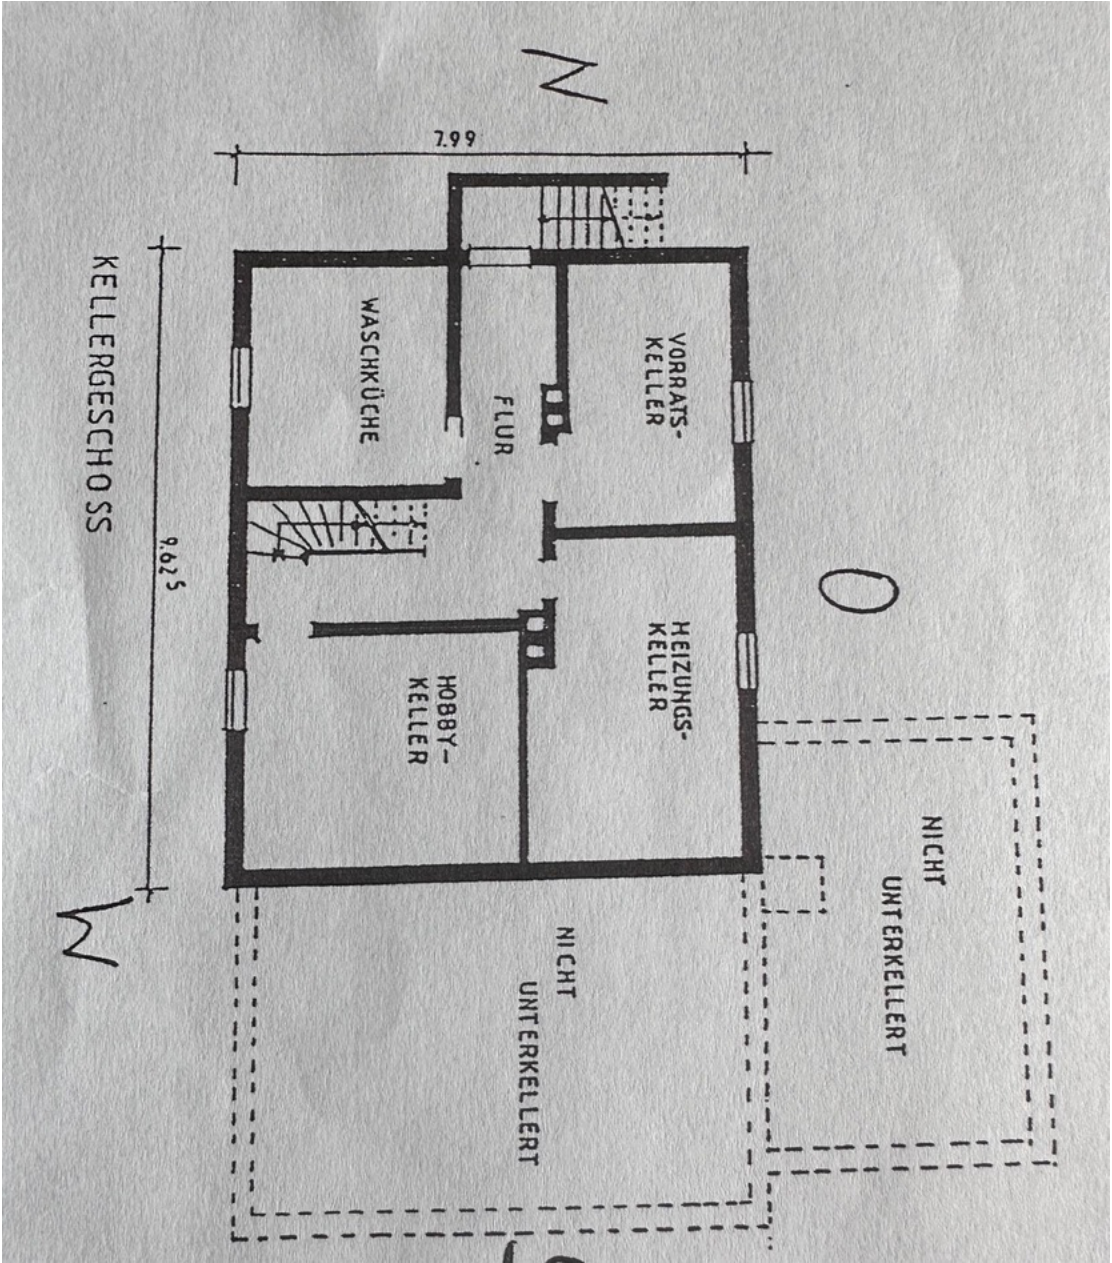 N
7.99
KELLERGESCHOSS
9.62⁵
WASCHKÜCHE
FLUR
VORRATS-
KELLER
HEIZUNGS-
KELLER
HOBBY-
KELLER
O
W
NICHT
UNTERKELLERT
NICHT
UNTERKELLERT